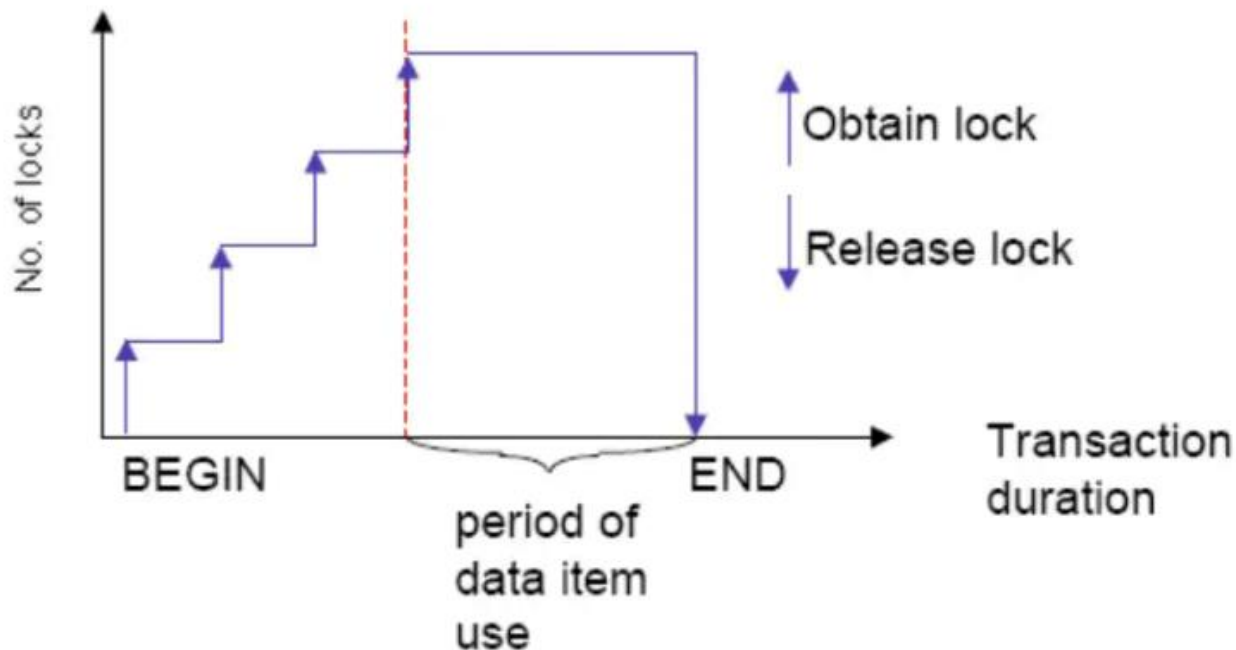 No. of locks
Obtain lock
Release lock
BEGIN
END
Transaction
duration
period of
data item
use